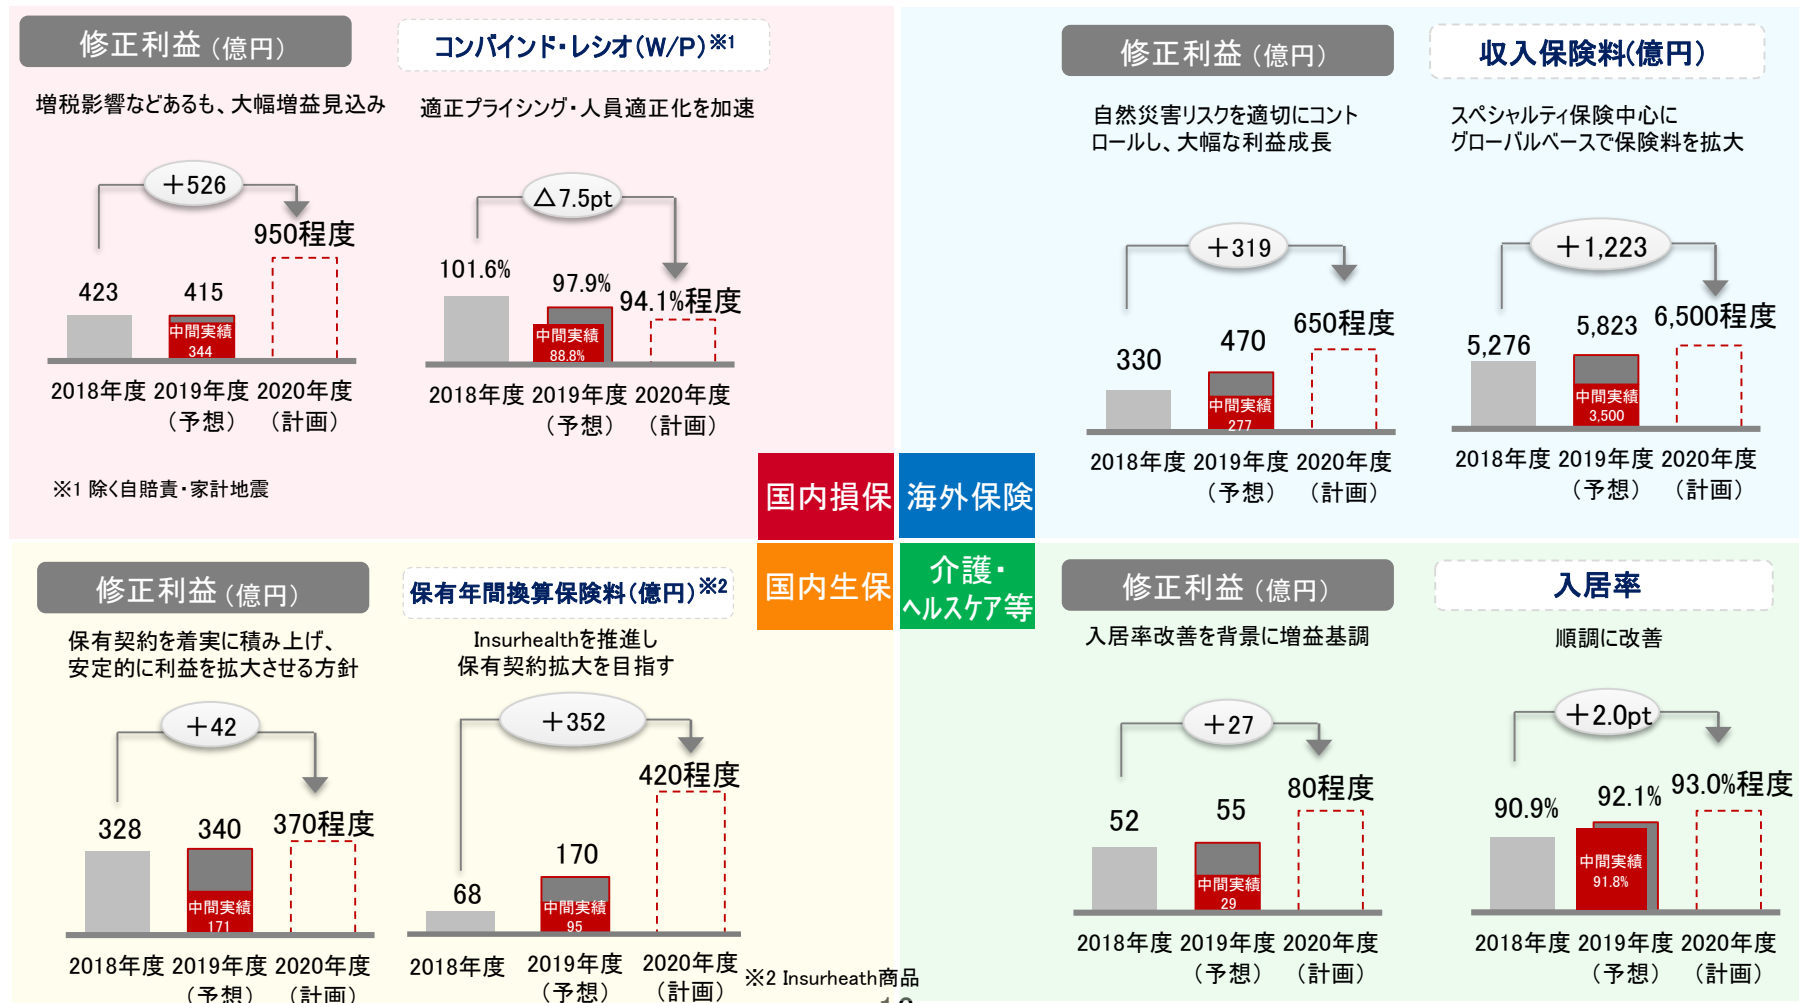 修正利益（億円）
増税影響などあるも、大幅増益見込み
＋526
950程度
423
415
中間実績
344
2018年度 2019年度 2020年度
（予想） （計画）
コンバインド・レシオ（W/P）※1
適正プライシング・人員適正化を加速
△7.5pt
101.6%
97.9%
94.1%程度
中間実績
88.8%
2018年度 2019年度 2020年度
（予想） （計画）
※1 除く自賠責・家計地震
国内損保
修正利益（億円）
自然災害リスクを適切にコント
ロールし、大幅な利益成長
＋319
650程度
470
330
中間実績
277
2018年度 2019年度 2020年度
（予想） （計画）
収入保険料(億円)
スペシャルティ保険中心に
グローバルベースで保険料を拡大
＋1,223
6,500程度
5,823
5,276
中間実績
3,500
2018年度 2019年度 2020年度
（予想） （計画）
海外保険
国内生保
修正利益（億円）
保有契約を着実に積み上げ、
安定的に利益を拡大させる方針
＋42
328
340
370程度
中間実績
171
2018年度 2019年度 2020年度
（予想） （計画）
保有年間換算保険料(億円)※2
Insurhealthを推進し
保有契約拡大を目指す
＋352
420程度
170
68
中間実績
95
2018年度 2019年度 2020年度
（予想） （計画）
※2 Insurheath商品
介護・
ヘルスケア等
修正利益（億円）
入居率改善を背景に増益基調
＋27
80程度
52
55
中間実績
29
2018年度 2019年度 2020年度
（予想） （計画）
入居率
順調に改善
＋2.0pt
90.9%
92.1%
93.0%程度
中間実績
91.8%
2018年度 2019年度 2020年度
（予想） （計画）